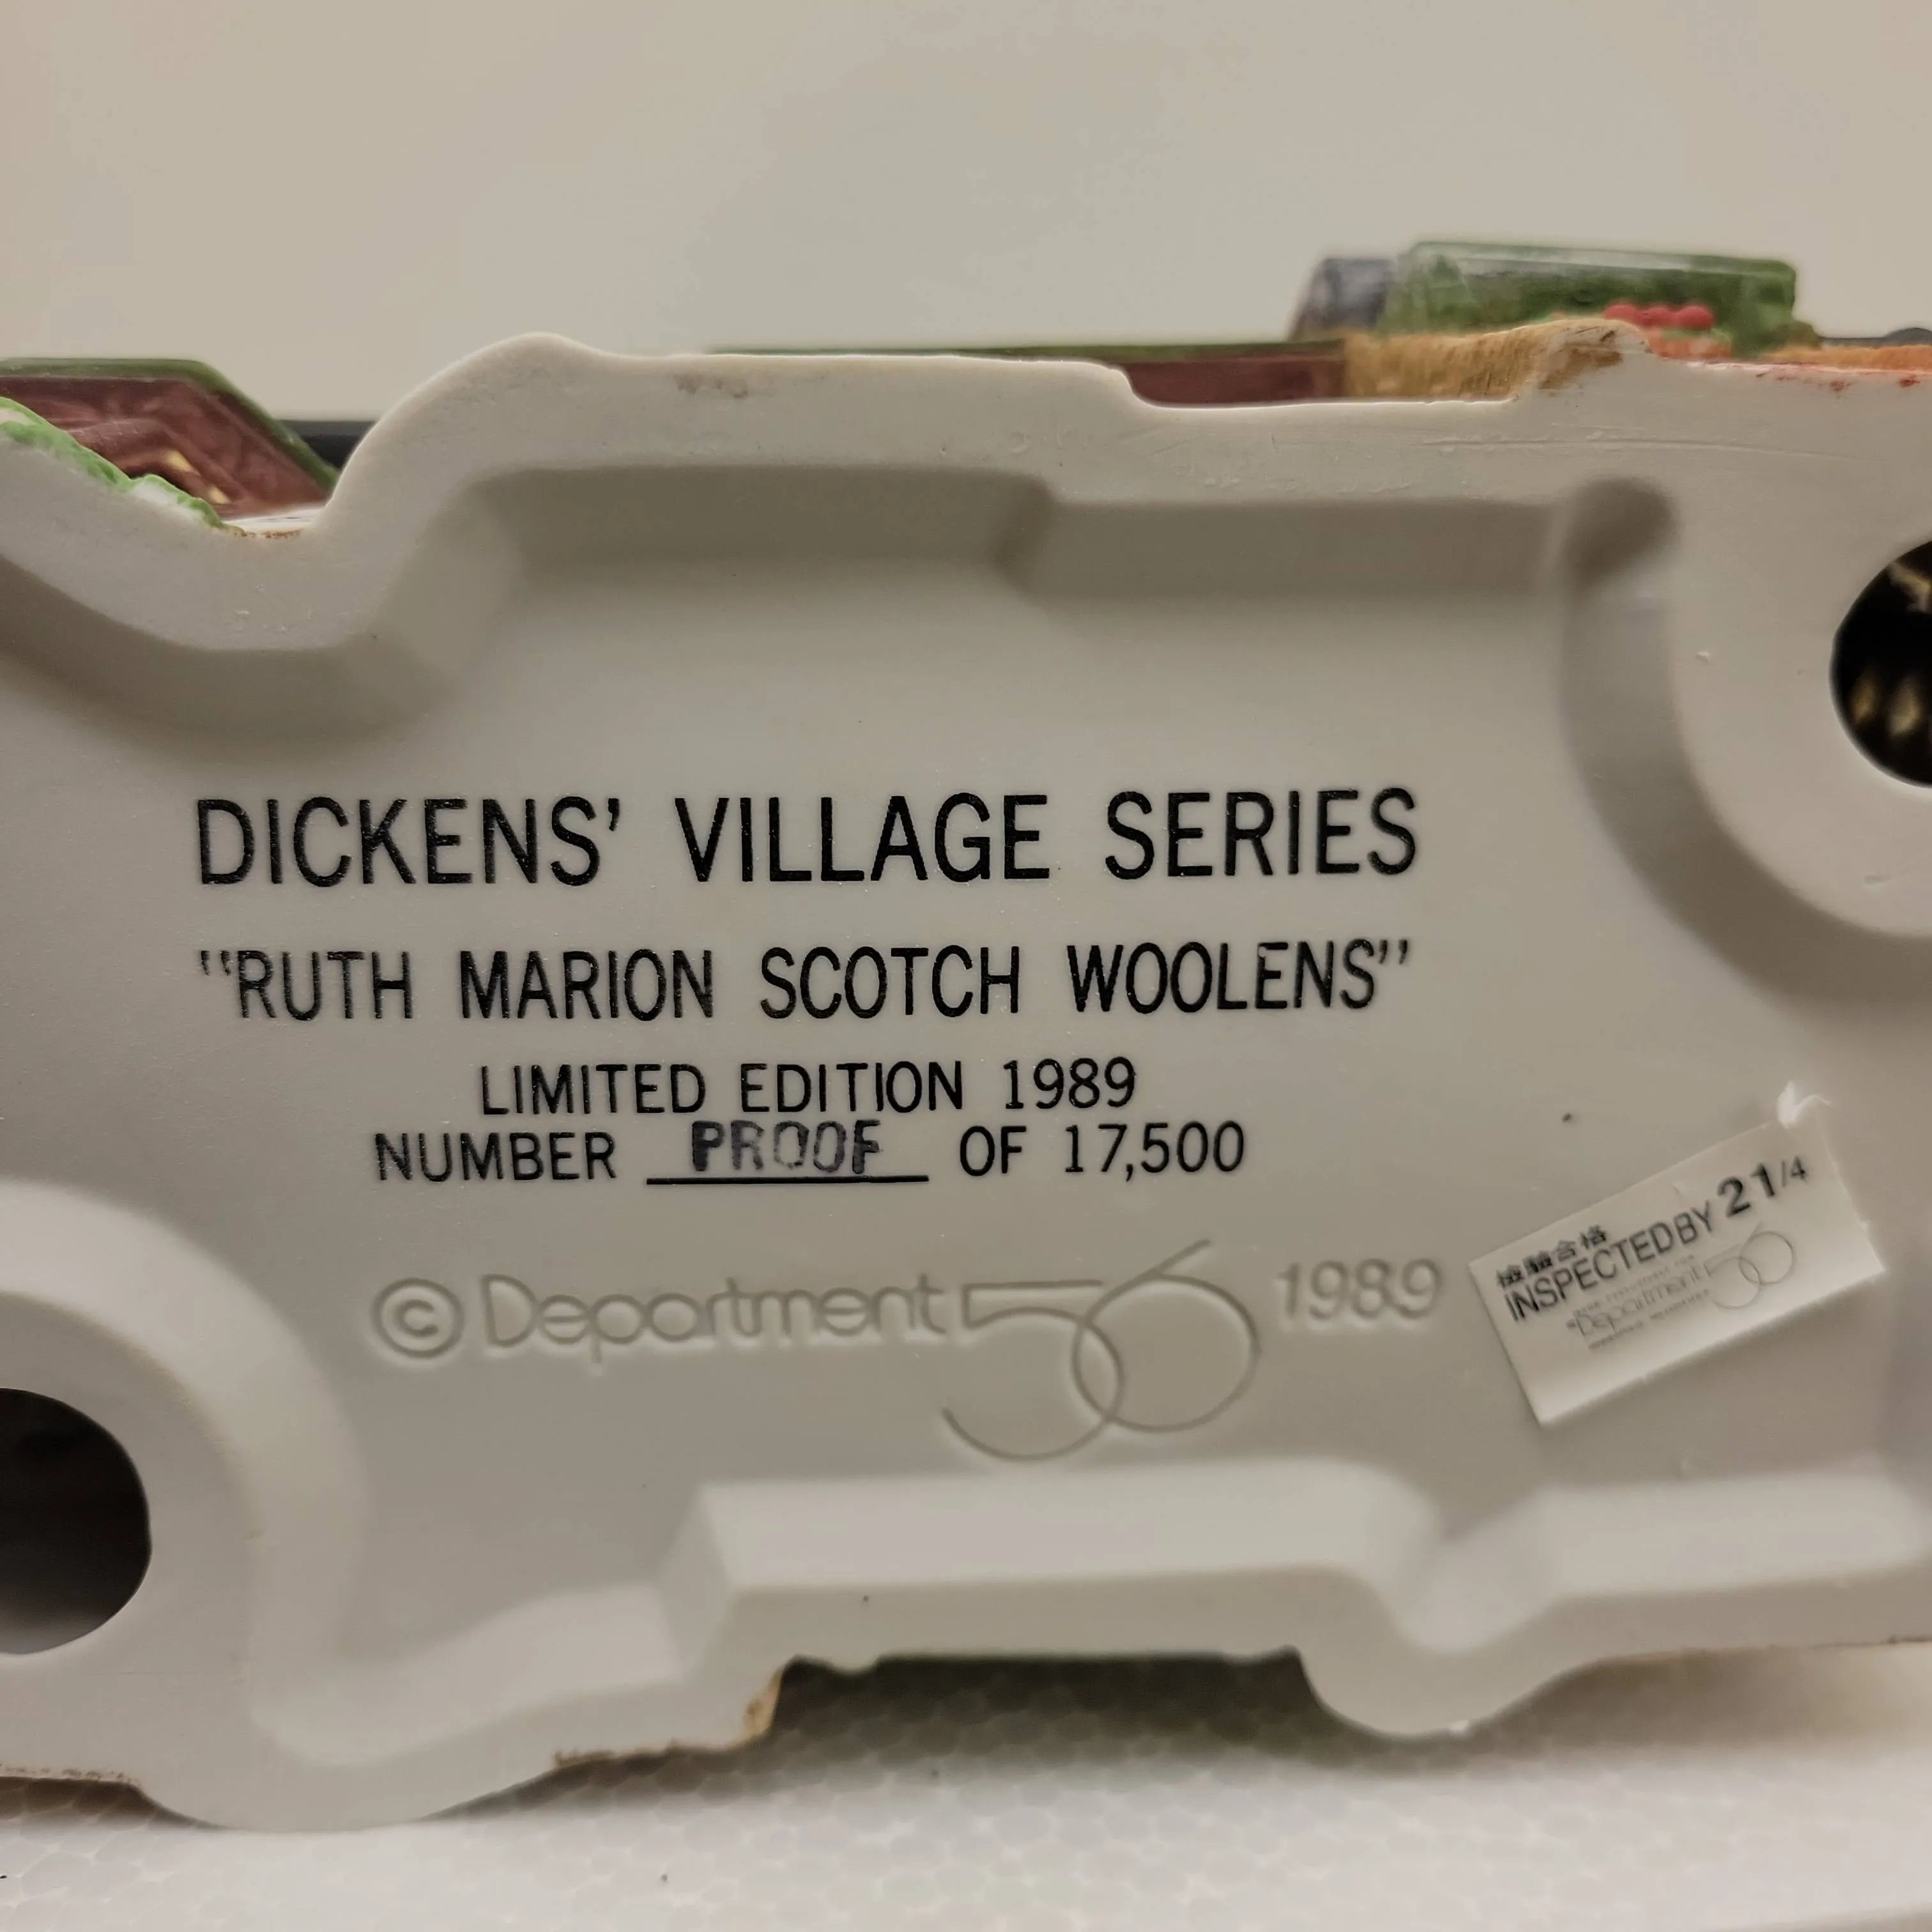 DICKENS' VILLAGE SERIES
"RUTH MARION SCOTCH WOOLENS"
LIMITED EDITION 1989
NUMBER PROOF OF 17,500
© Department 56 1989
檢驗合格
INSPECTED BY 21/4
Department 56